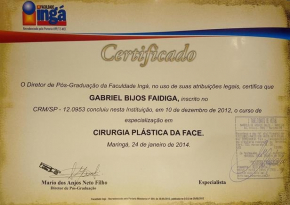 FACULDADE
ingá
Certificado
O Diretor de Pós-Graduação da Faculdade Ingá, no uso de suas atribuições legais, certifica que
GABRIEL BIJOS FAIDIGA, inscrito no
CRM/SP - 12.0953 concluiu nesta Instituição, em 10 de dezembro de 2012, o curso de
especialização em
CIRURGIA PLÁSTICA DA FACE.
Maringá, 24 de janeiro de 2014.
Mario dos Anjos Neto Filho
Diretor de Pós-Graduação
Especialista